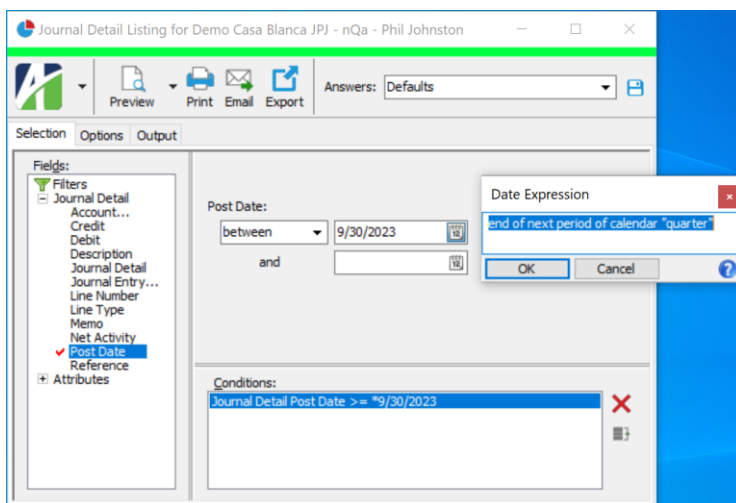 Journal Detail Listing for Demo Casa Blanca JPJ - nQa - Phil Johnston
Preview
Print
Email
Export
Answers:
Defaults
Selection
Options
Output
Fields:
Filters
Journal Detail
Account...
Credit
Debit
Description
Journal Detail
Journal Entry...
Line Number
Line Type
Memo
Net Activity
Post Date
Reference
Attributes
Post Date:
between
9/30/2023
12
and
12
Date Expression
end of next period of calendar "quarter"
OK
Cancel
?
Conditions:
Journal Detail Post Date >= *9/30/2023